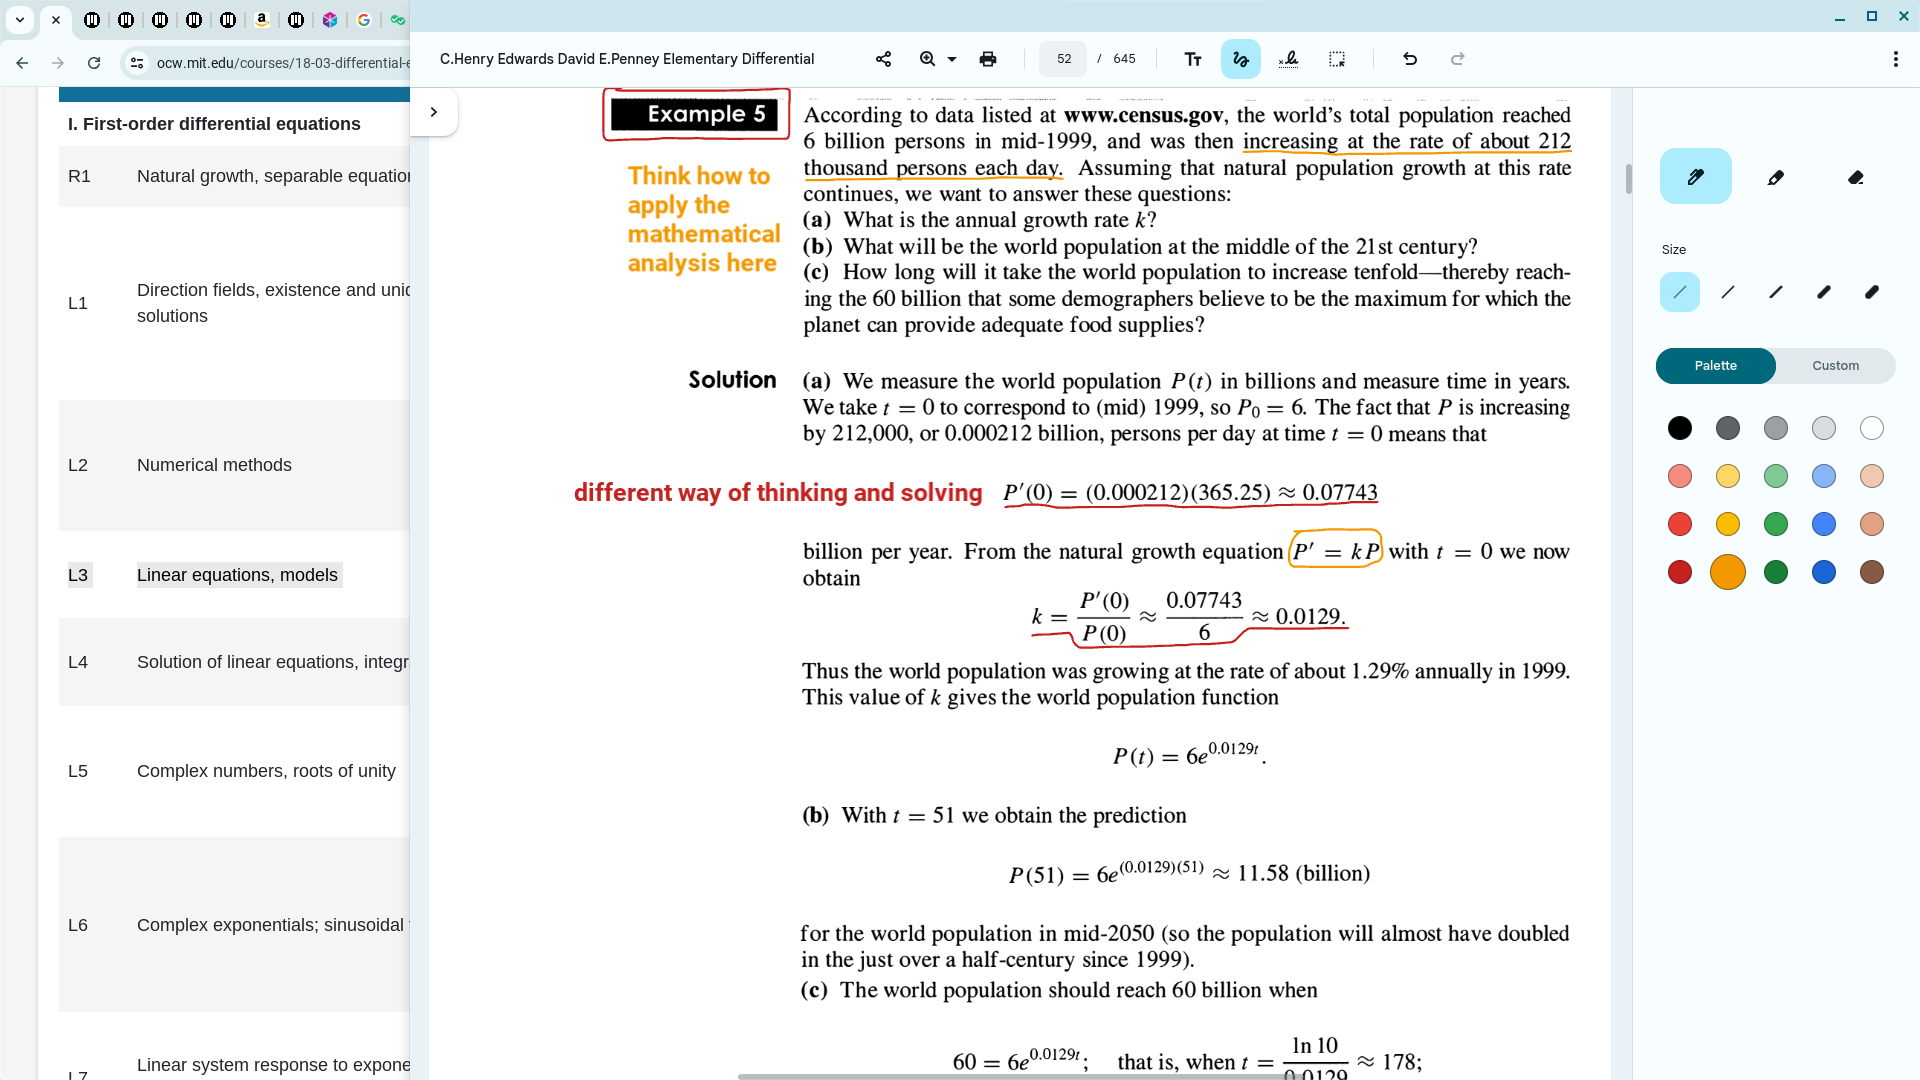 C.Henry Edwards David E.Penney Elementary Differential
52 / 645
ocw.mit.edu/courses/18-03-differential-e
I. First-order differential equations
R1 Natural growth, separable equation
L1 Direction fields, existence and uniq
solutions
L2 Numerical methods
L3 Linear equations, models
L4 Solution of linear equations, integr
L5 Complex numbers, roots of unity
L6 Complex exponentials; sinusoidal
L7 Linear system response to expone
Example 5
Think how to
apply the
mathematical
analysis here
According to data listed at www.census.gov, the world's total population reached
6 billion persons in mid-1999, and was then increasing at the rate of about 212
thousand persons each day. Assuming that natural population growth at this rate
continues, we want to answer these questions:
(a) What is the annual growth rate k?
(b) What will be the world population at the middle of the 21st century?
(c) How long will it take the world population to increase tenfold—thereby reach-
ing the 60 billion that some demographers believe to be the maximum for which the
planet can provide adequate food supplies?
Solution
(a) We measure the world population P(t) in billions and measure time in years.
We take t = 0 to correspond to (mid) 1999, so P₀ = 6. The fact that P is increasing
by 212,000, or 0.000212 billion, persons per day at time t = 0 means that
different way of thinking and solving
P′(0) = (0.000212)(365.25) ≈ 0.07743
billion per year. From the natural growth equation P′ = kP with t = 0 we now
obtain
k = P′(0)/P(0) ≈ 0.07743/6 ≈ 0.0129.
Thus the world population was growing at the rate of about 1.29% annually in 1999.
This value of k gives the world population function
P(t) = 6e^0.0129t.
(b) With t = 51 we obtain the prediction
P(51) = 6e^(0.0129)(51) ≈ 11.58 (billion)
for the world population in mid-2050 (so the population will almost have doubled
in the just over a half-century since 1999).
(c) The world population should reach 60 billion when
60 = 6e^0.0129t; that is, when t = ln 10/0.0129 ≈ 178;
Size
Palette
Custom